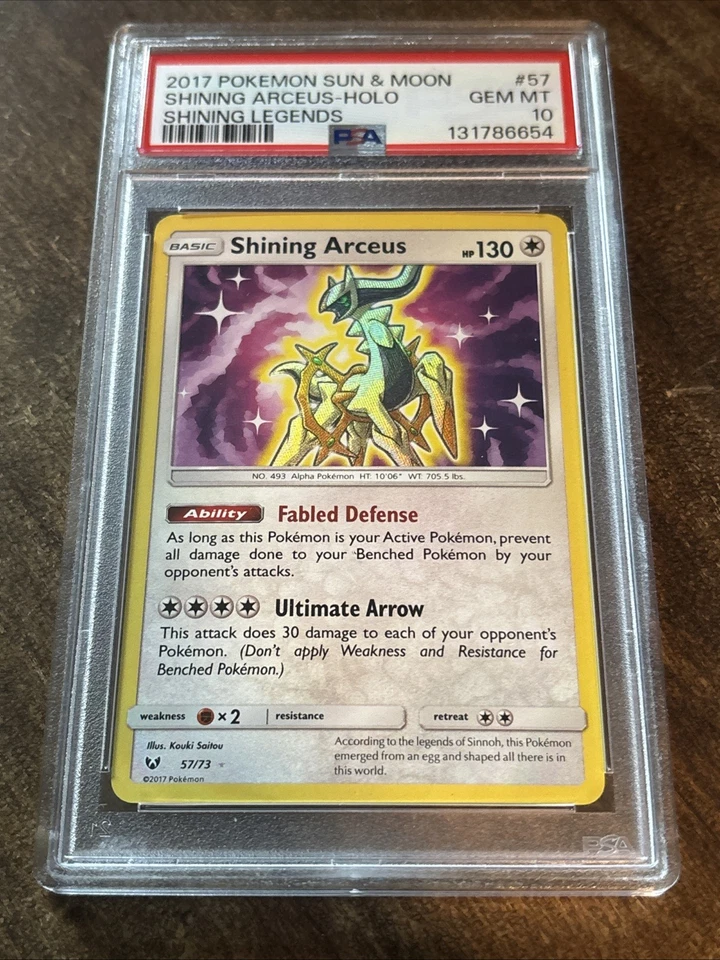 2017 POKEMON SUN & MOON #57
SHINING ARCEUS-HOLO GEM MT
SHINING LEGENDS 10
PSA 131786654
BASIC Shining Arceus HP 130
NO. 493 Alpha Pokémon HT: 10'06" WT: 705.5 lbs.
Ability Fabled Defense
As long as this Pokémon is your Active Pokémon, prevent
all damage done to your Benched Pokémon by your
opponent's attacks.
Ultimate Arrow
This attack does 30 damage to each of your opponent's
Pokémon. (Don't apply Weakness and Resistance for
Benched Pokémon.)
weakness ×2 resistance retreat
Illus. Kouki Saitou
57/73
©2017 Pokémon
According to the legends of Sinnoh, this Pokémon
emerged from an egg and shaped all there is in
this world.
PSA